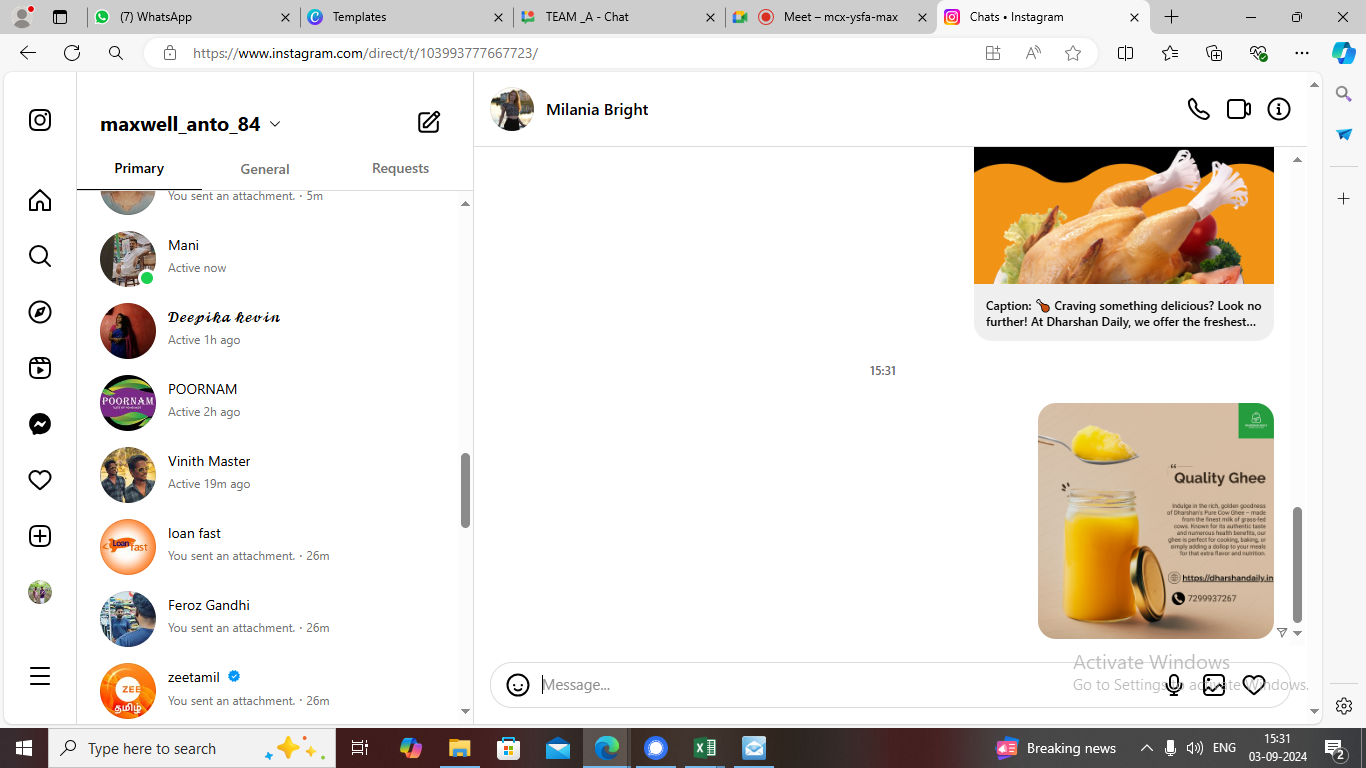 (7) WhatsApp
Templates
TEAM _A - Chat
Meet – mcx-ysfa-max
Chats • Instagram
https://www.instagram.com/direct/t/103993777667723/
maxwell_anto_84
Primary
General
Requests
You sent an attachment. · 5m
Mani
Active now
𝓓𝓮𝓮𝓹𝓲𝓴𝓪 𝓴𝓮𝓿𝓲𝓷
Active 1h ago
POORNAM
POORNAM
Active 2h ago
Vinith Master
Active 19m ago
Loan fast
loan fast
You sent an attachment. · 26m
Feroz Gandhi
You sent an attachment. · 26m
ZEE
தமிழ்
zeetamil
You sent an attachment. · 26m
Milania Bright
Caption: 🍗 Craving something delicious? Look no
further! At Dharshan Daily, we offer the freshest...
15:31
Quality Ghee
Indulge in the rich, golden goodness
of Dharshan's Pure Cow Ghee – made
from the finest milk of grass-fed
cows. Known for its authentic taste
and numerous health benefits, our
ghee is perfect for cooking, baking, or
simply adding a dollop to your meals
for that extra flavor and nutrition.
https://dharshandaily.in
7299937267
Message...
Activate Windows
Go to Settings to activate Windows.
Type here to search
Breaking news
ENG
15:31
03-09-2024
2